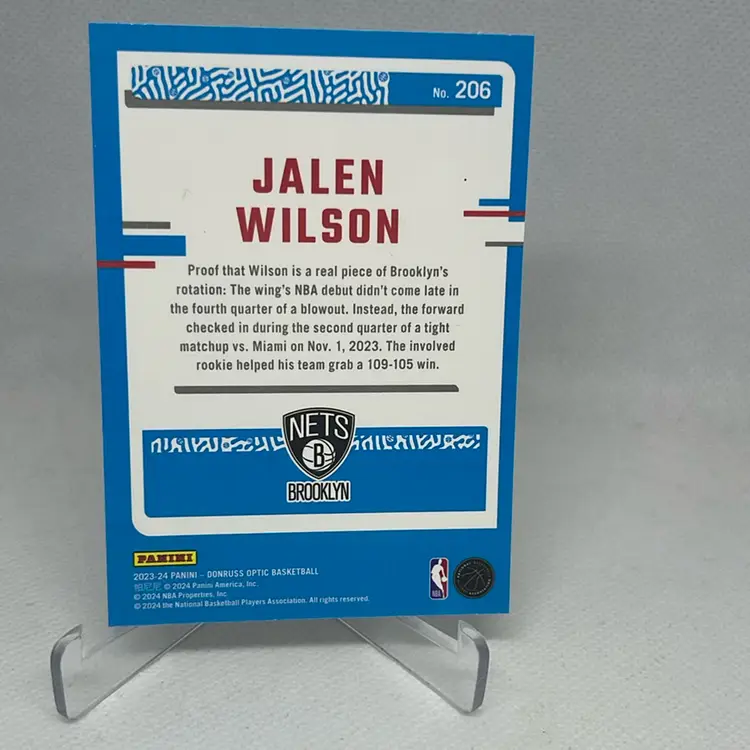 No. 206
JALEN
WILSON
Proof that Wilson is a real piece of Brooklyn's
rotation: The wing's NBA debut didn't come late in
the fourth quarter of a blowout. Instead, the forward
checked in during the second quarter of a tight
matchup vs. Miami on Nov. 1, 2023. The involved
rookie helped his team grab a 109-105 win.
NETS
B
BROOKLYN
PANINI
2023-24 PANINI – DONRUSS OPTIC BASKETBALL
帕尼尼 © 2024 Panini America, Inc.
© 2024 NBA Properties, Inc.
© 2024 the National Basketball Players Association. All rights reserved.
NBA